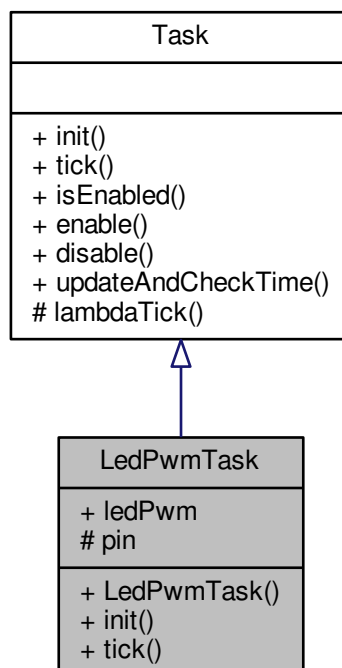 Task
+ init()
+ tick()
+ isEnabled()
+ enable()
+ disable()
+ updateAndCheckTime()
# lambdaTick()
LedPwmTask
+ ledPwm
# pin
+ LedPwmTask()
+ init()
+ tick()